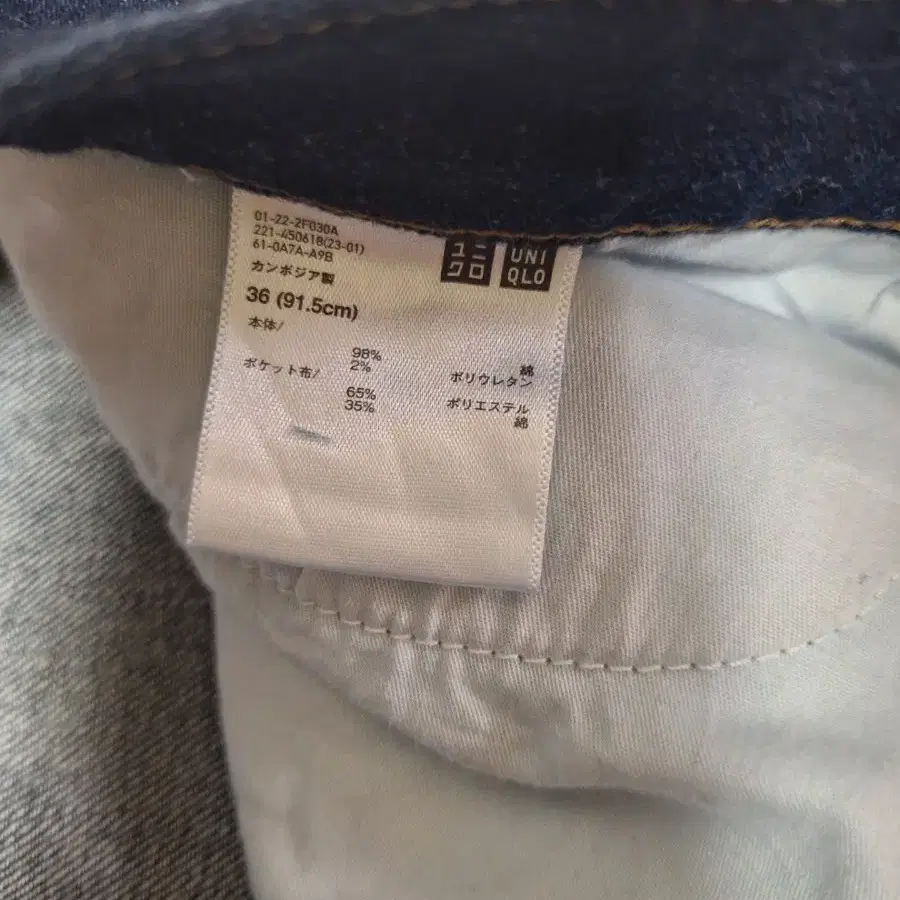 01-22-2F030A
221-450618(23-01)
61-0A7A-A9B
カンボジア製
36 (91.5cm)
ユニクロ
UNIQLO
本体/
98% 綿
2% ポリウレタン
ポケット布/
65% ポリエステル
35% 綿